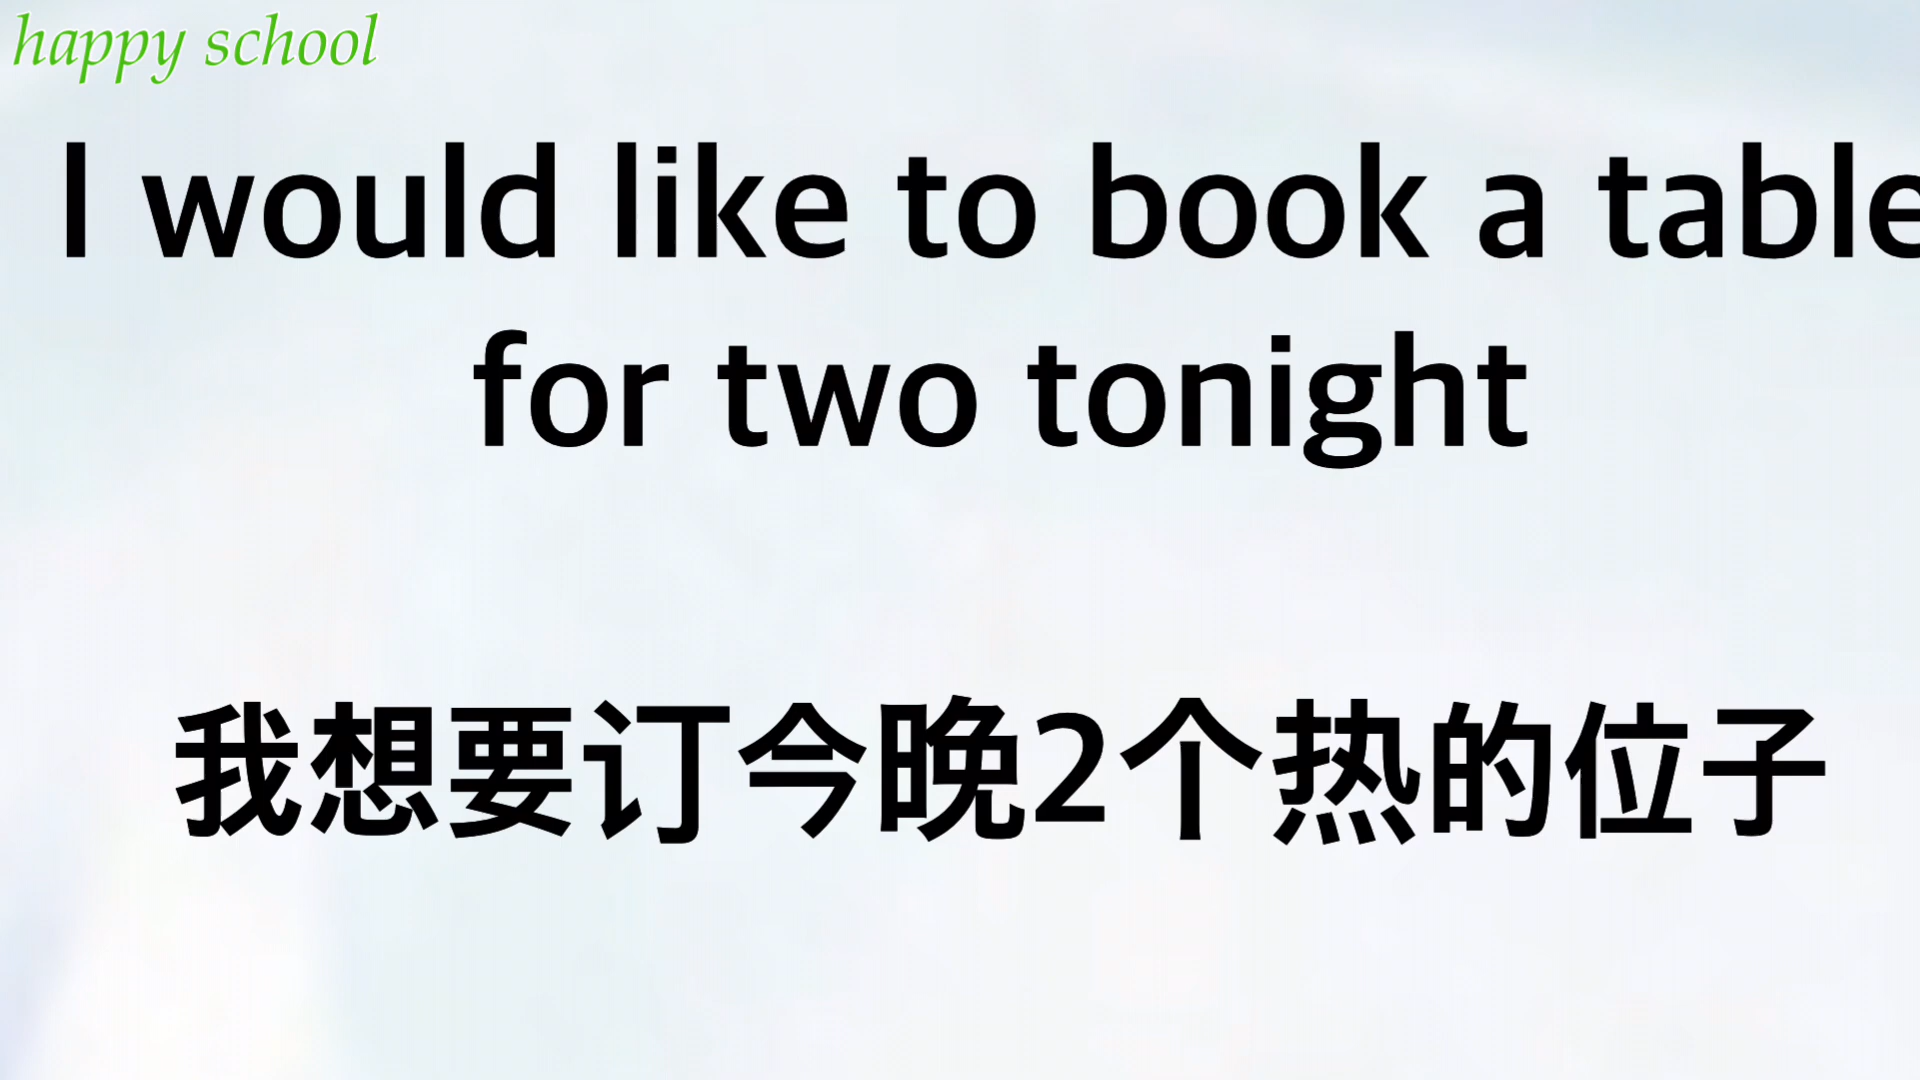 happy school
I would like to book a table
for two tonight
我想要订今晚2个热的位子